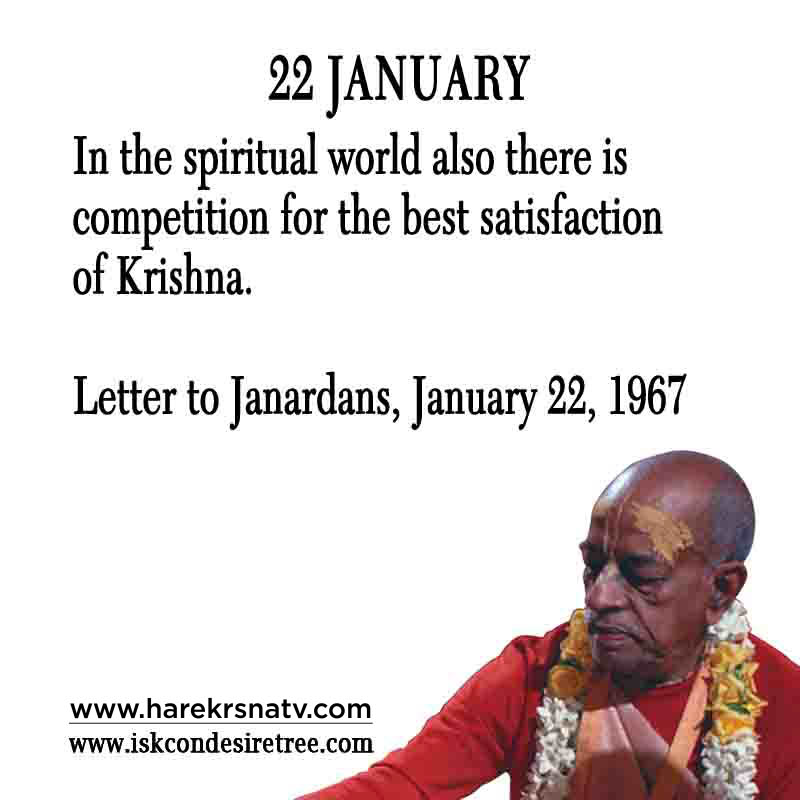 22 JANUARY
In the spiritual world also there is
competition for the best satisfaction
of Krishna.
Letter to Janardans, January 22, 1967
www.harekrsnatv.com
www.iskcondesiretree.com